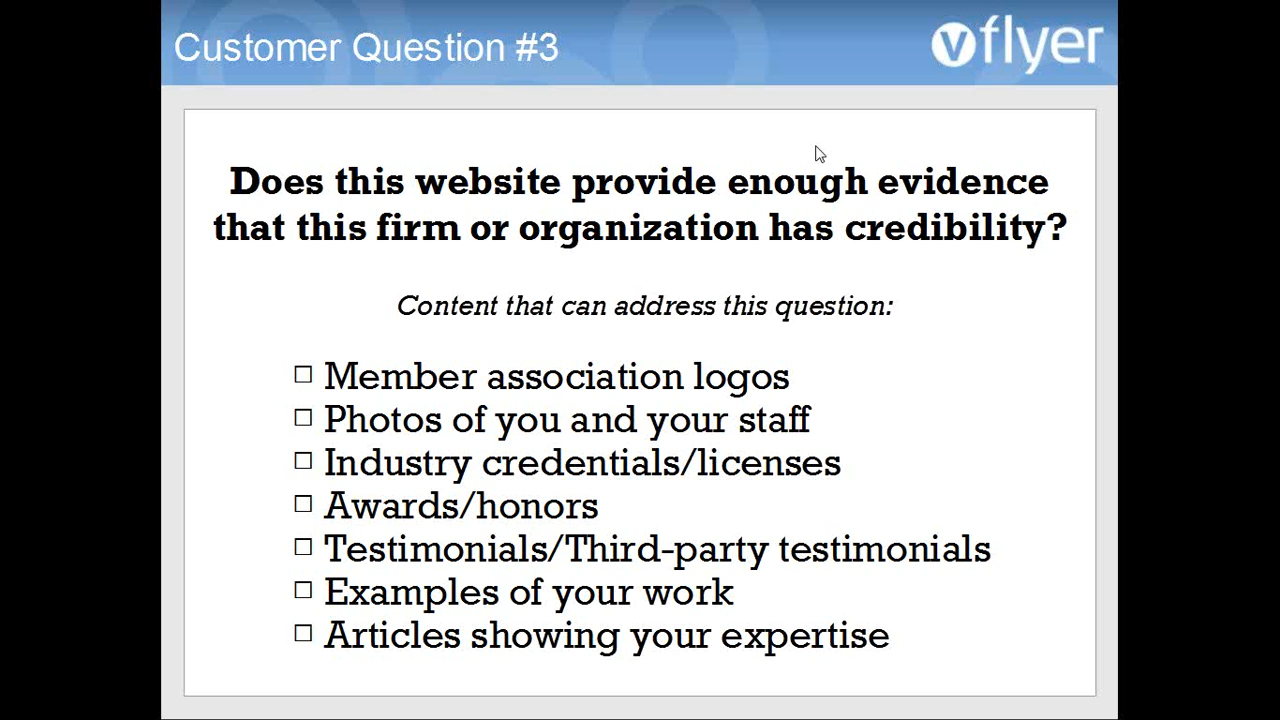 Customer Question #3
vflyer
Does this website provide enough evidence
that this firm or organization has credibility?
Content that can address this question:
Member association logos
Photos of you and your staff
Industry credentials/licenses
Awards/honors
Testimonials/Third-party testimonials
Examples of your work
Articles showing your expertise